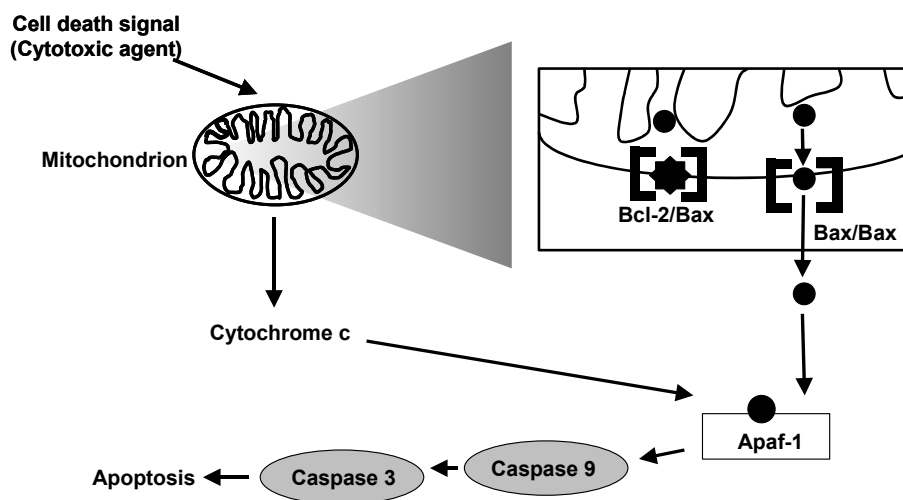 Cell death signal
(Cytotoxic agent)
Mitochondrion
Bcl-2/Bax
Bax/Bax
Cytochrome c
Apaf-1
Caspase 9
Caspase 3
Apoptosis